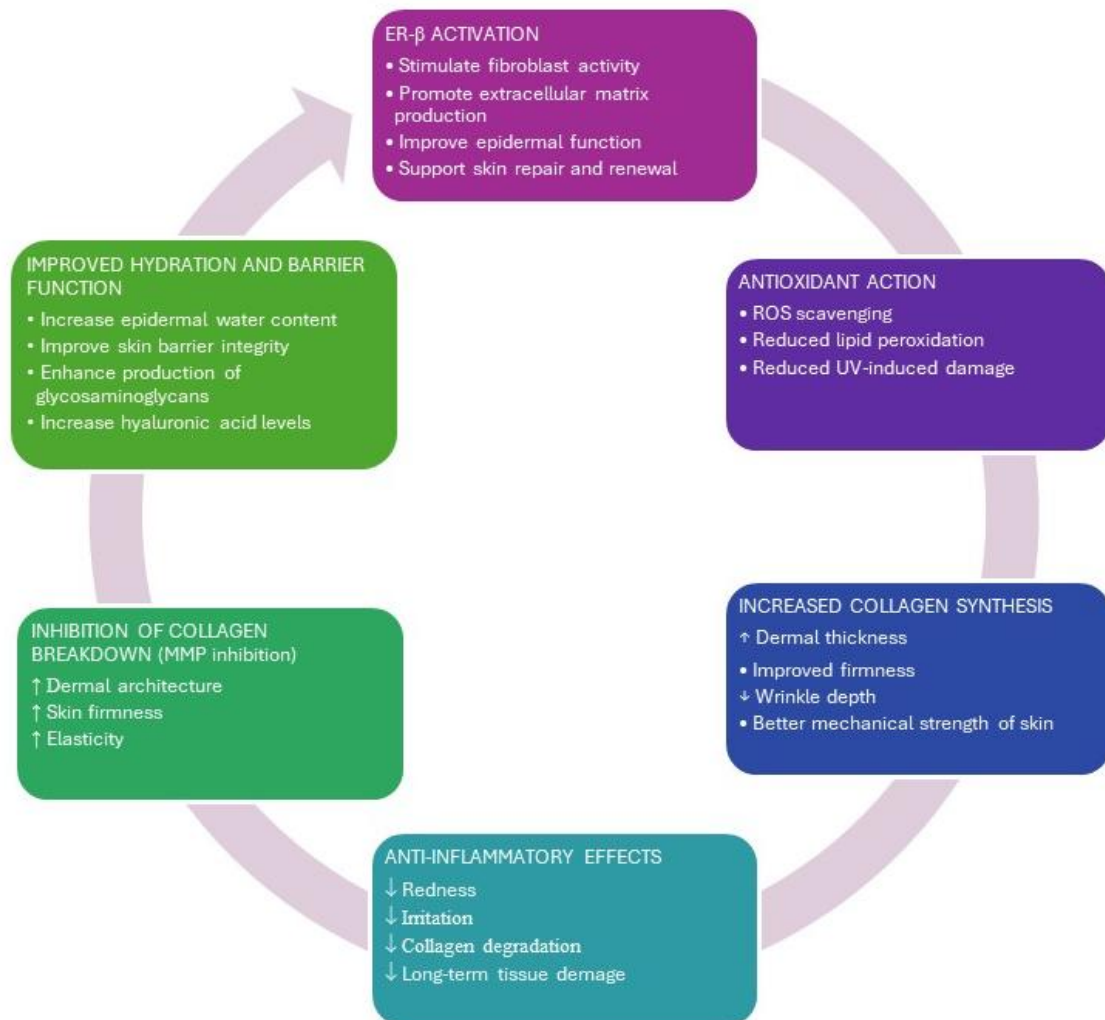 ER-β ACTIVATION
• Stimulate fibroblast activity
• Promote extracellular matrix
production
• Improve epidermal function
• Support skin repair and renewal
ANTIOXIDANT ACTION
• ROS scavenging
• Reduced lipid peroxidation
• Reduced UV-induced damage
INCREASED COLLAGEN SYNTHESIS
↑ Dermal thickness
• Improved firmness
↓ Wrinkle depth
• Better mechanical strength of skin
ANTI-INFLAMMATORY EFFECTS
↓ Redness
↓ Irritation
↓ Collagen degradation
↓ Long-term tissue demage
INHIBITION OF COLLAGEN
BREAKDOWN (MMP inhibition)
↑ Dermal architecture
↑ Skin firmness
↑ Elasticity
IMPROVED HYDRATION AND BARRIER
FUNCTION
• Increase epidermal water content
• Improve skin barrier integrity
• Enhance production of
glycosaminoglycans
• Increase hyaluronic acid levels